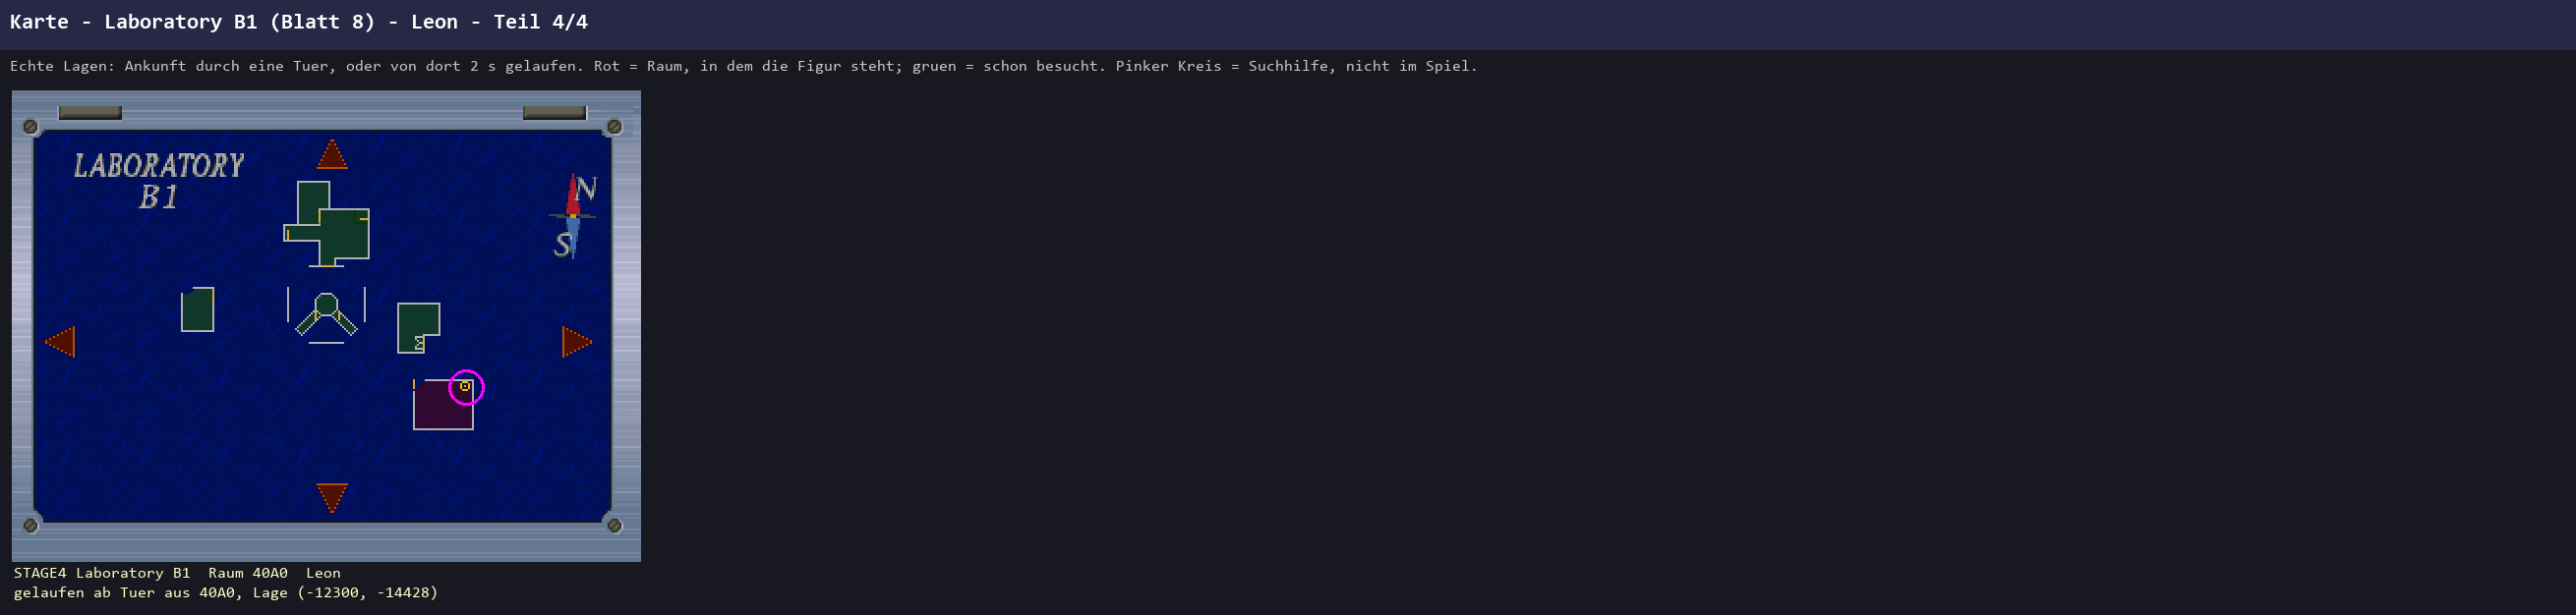 Karte - Laboratory B1 (Blatt 8) - Leon - Teil 4/4
Echte Lagen: Ankunft durch eine Tuer, oder von dort 2 s gelaufen. Rot = Raum, in dem die Figur steht; gruen = schon besucht. Pinker Kreis = Suchhilfe, nicht im Spiel.
LABORATORY
B1
N
S
STAGE4 Laboratory B1  Raum 40A0  Leon
gelaufen ab Tuer aus 40A0, Lage (-12300, -14428)